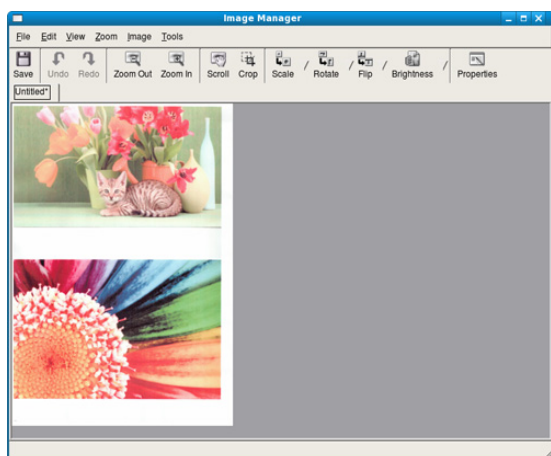 Image Manager
File Edit View Zoom Image Tools
Save Undo Redo Zoom Out Zoom In Scroll Crop Scale / Rotate / Flip / Brightness / Properties
Untitled*